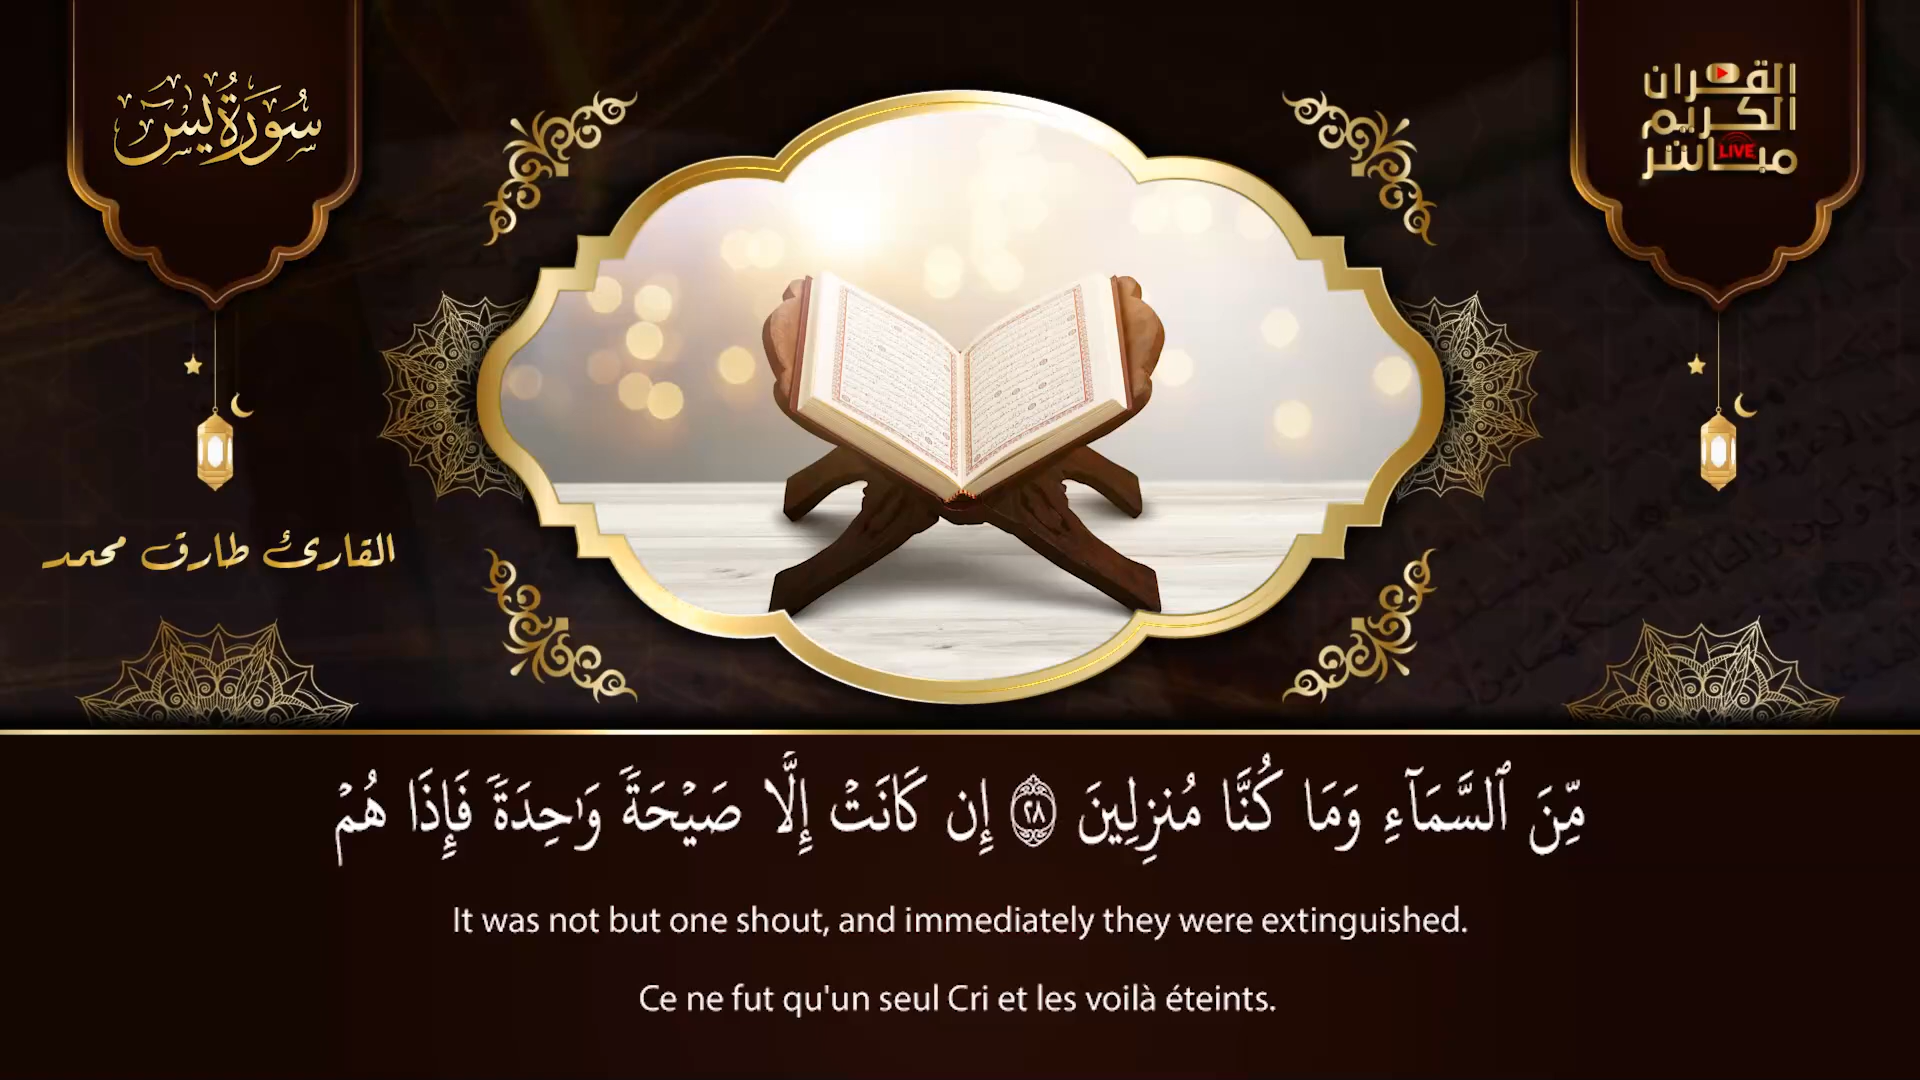 سُورَةُ يسٓ
القران
الكريم
مباشر
LIVE
القارئ طارق محمد
مِّنَ ٱلسَّمَآءِ وَمَا كُنَّا مُنزِلِينَ ٢٨ إِن كَانَتْ إِلَّا صَيْحَةً وَٰحِدَةً فَإِذَا هُمْ
It was not but one shout, and immediately they were extinguished.
Ce ne fut qu'un seul Cri et les voilà éteints.